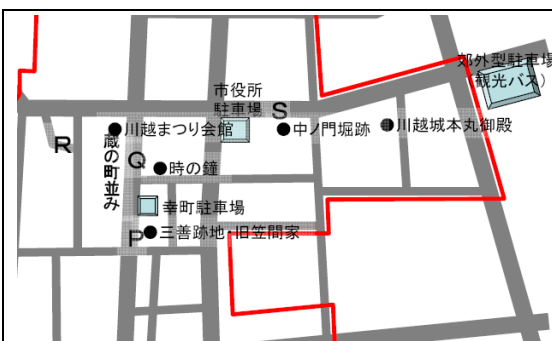 郊外型駐車場
(観光バス)
市役所
駐車場
S
川越まつり会館
中ノ門堀跡
川越城本丸御殿
R
Q
時の鐘
蔵の町並み
幸町駐車場
P
三善跡地・旧笠間家